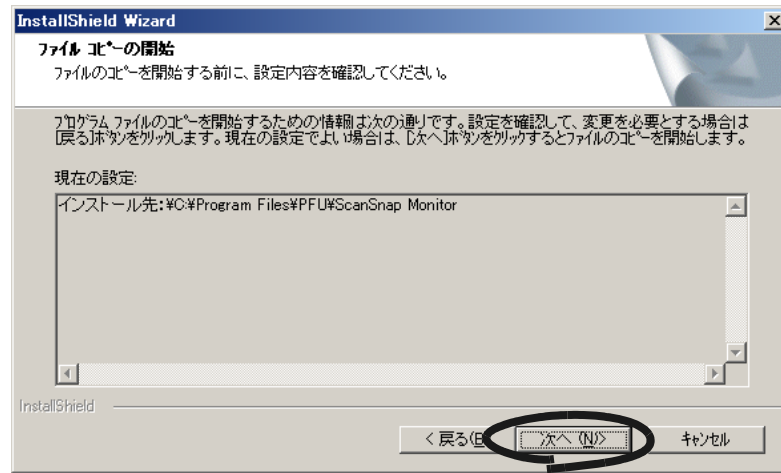 InstallShield Wizard
ファイル コピーの開始
ファイルのコピーを開始する前に、設定内容を確認してください。
プログラム ファイルのコピーを開始するための情報は次の通りです。設定を確認して、変更を必要とする場合は
[戻る]ボタンをクリックします。現在の設定でよい場合は、[次へ]ボタンをクリックするとファイルのコピーを開始します。
現在の設定:
インストール先:¥C:¥Program Files¥PFU¥ScanSnap Monitor
InstallShield
< 戻る(B
次へ (N)>
キャンセル